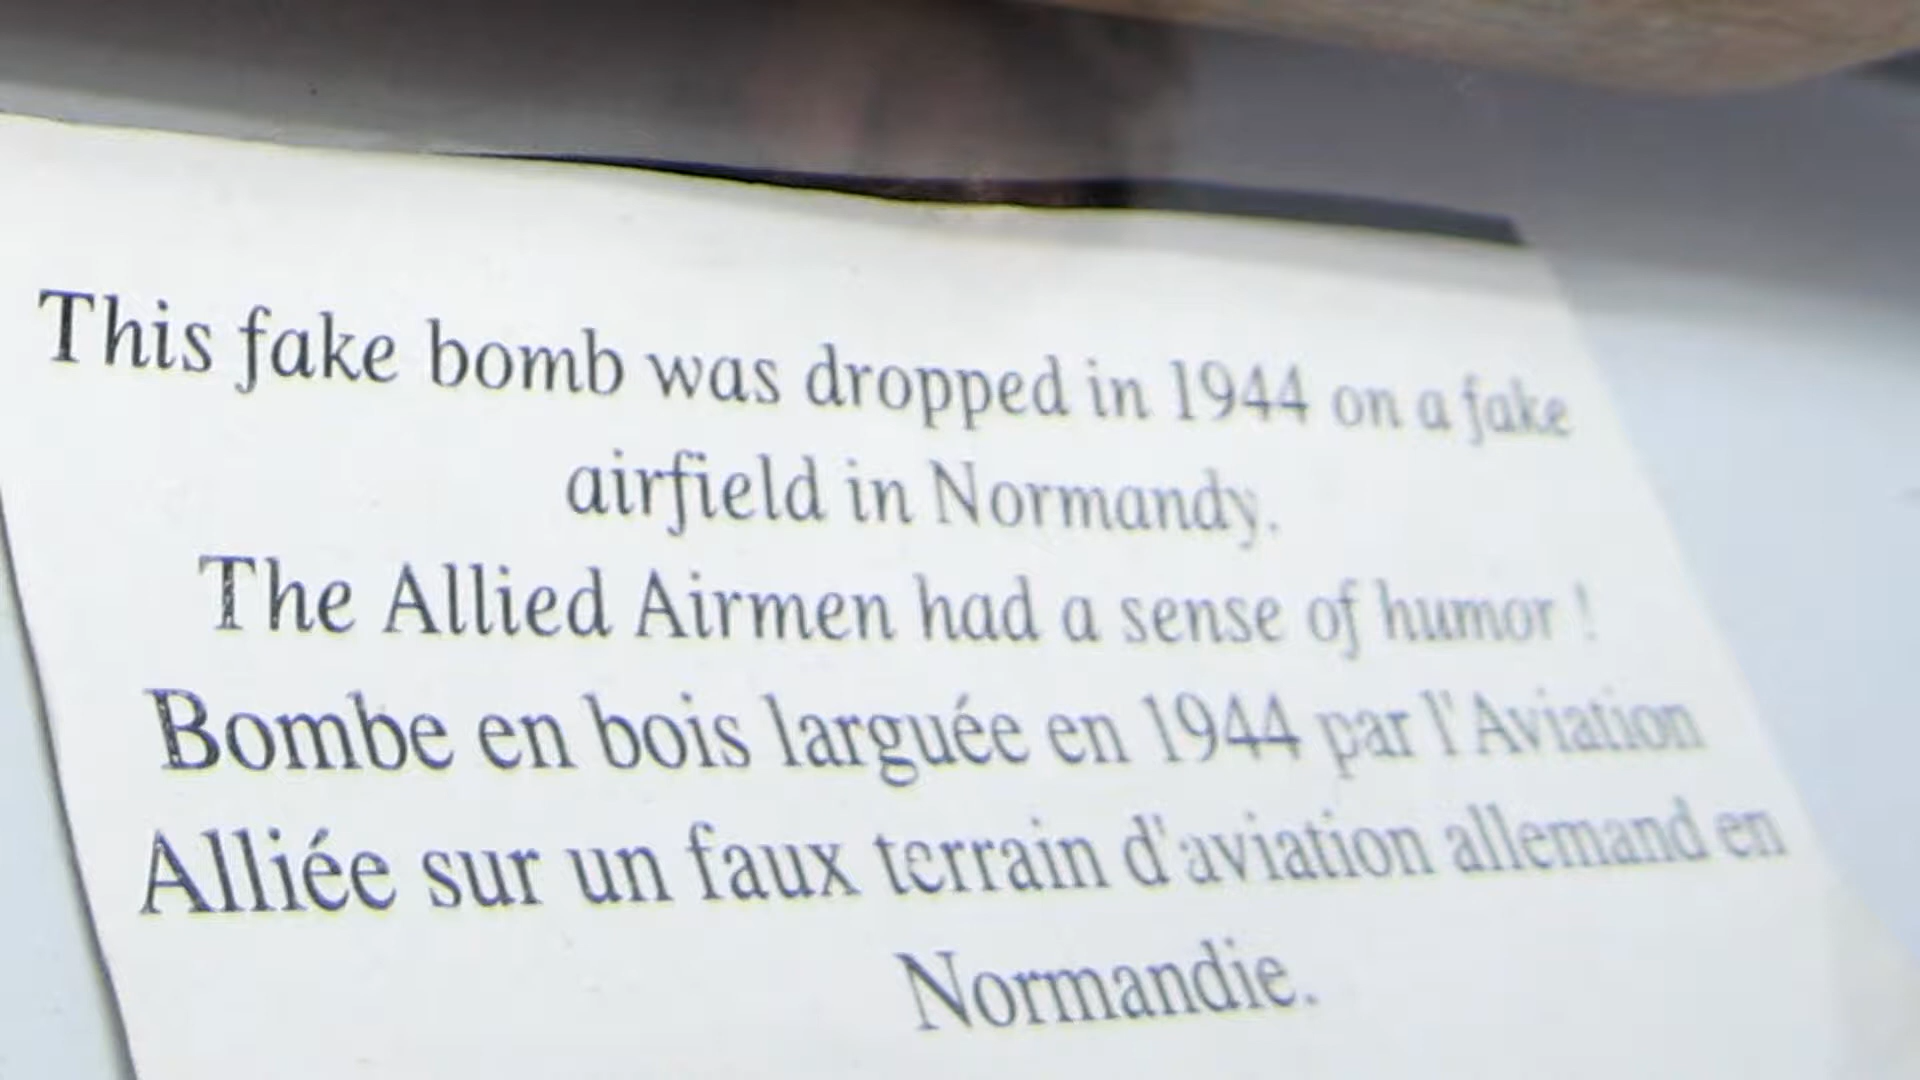 This fake bomb was dropped in 1944 on a fake
airfield in Normandy.
The Allied Airmen had a sense of humor !
Bombe en bois larguée en 1944 par l'Aviation
Alliée sur un faux terrain d'aviation allemand en
Normandie.